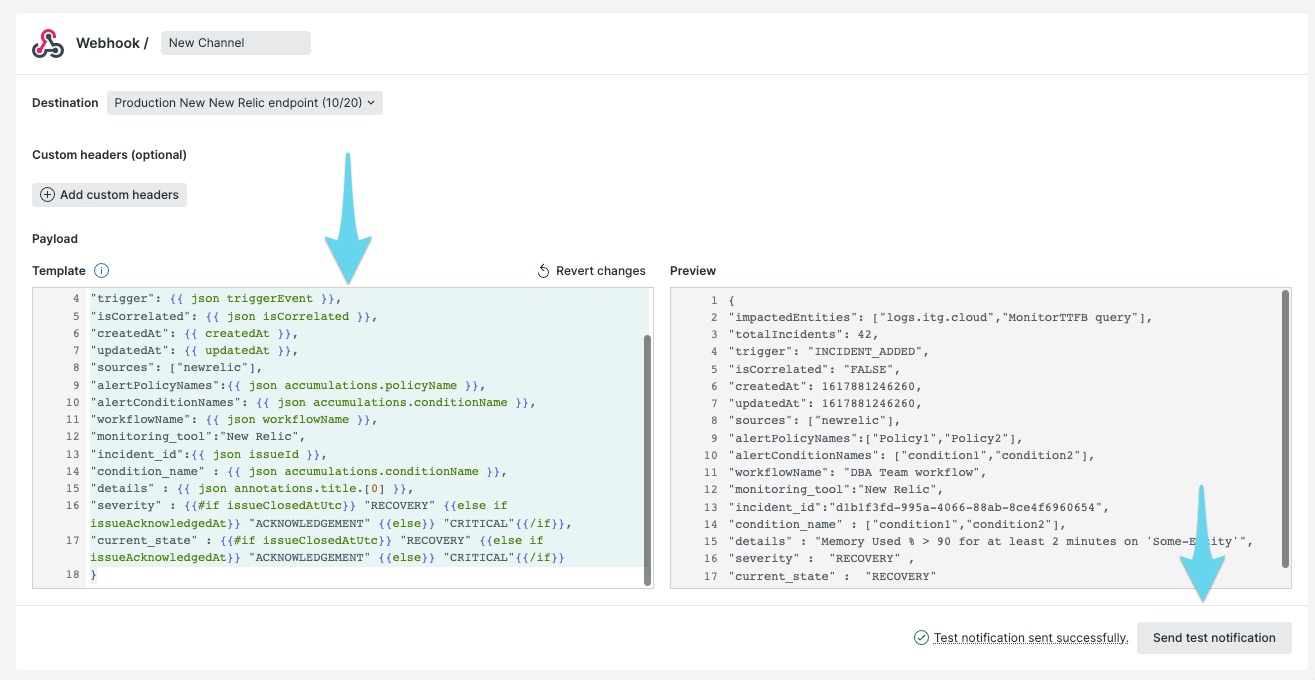 Webhook / New Channel
Destination Production New New Relic endpoint (10/20)
Custom headers (optional)
Add custom headers
Payload
Template i Revert changes
4 "trigger": {{ json triggerEvent }},
5 "isCorrelated": {{ json isCorrelated }},
6 "createdAt": {{ createdAt }},
7 "updatedAt": {{ updatedAt }},
8 "sources": ["newrelic"],
9 "alertPolicyNames":{{ json accumulations.policyName }},
10 "alertConditionNames": {{ json accumulations.conditionName }},
11 "workflowName": {{ json workflowName }},
12 "monitoring_tool":"New Relic",
13 "incident_id":{{ json issueId }},
14 "condition_name" : {{ json accumulations.conditionName }},
15 "details" : {{ json annotations.title.[0] }},
16 "severity" : {{#if issueClosedAtUtc}} "RECOVERY" {{else if
issueAcknowledgedAt}} "ACKNOWLEDGEMENT" {{else}} "CRITICAL"{{/if}},
17 "current_state" : {{#if issueClosedAtUtc}} "RECOVERY" {{else if
issueAcknowledgedAt}} "ACKNOWLEDGEMENT" {{else}} "CRITICAL"{{/if}}
18 }
Preview
1 {
2 "impactedEntities": ["logs.itg.cloud","MonitorTTFB query"],
3 "totalIncidents": 42,
4 "trigger": "INCIDENT_ADDED",
5 "isCorrelated": "FALSE",
6 "createdAt": 1617881246260,
7 "updatedAt": 1617881246260,
8 "sources": ["newrelic"],
9 "alertPolicyNames":["Policy1","Policy2"],
10 "alertConditionNames": ["condition1","condition2"],
11 "workflowName": "DBA Team workflow",
12 "monitoring_tool":"New Relic",
13 "incident_id":"d1b1f3fd-995a-4066-88ab-8ce4f6960654",
14 "condition_name" : ["condition1","condition2"],
15 "details" : "Memory Used % > 90 for at least 2 minutes on 'Some-Entity'",
16 "severity" :  "RECOVERY" ,
17 "current_state" :  "RECOVERY"
Test notification sent successfully. Send test notification